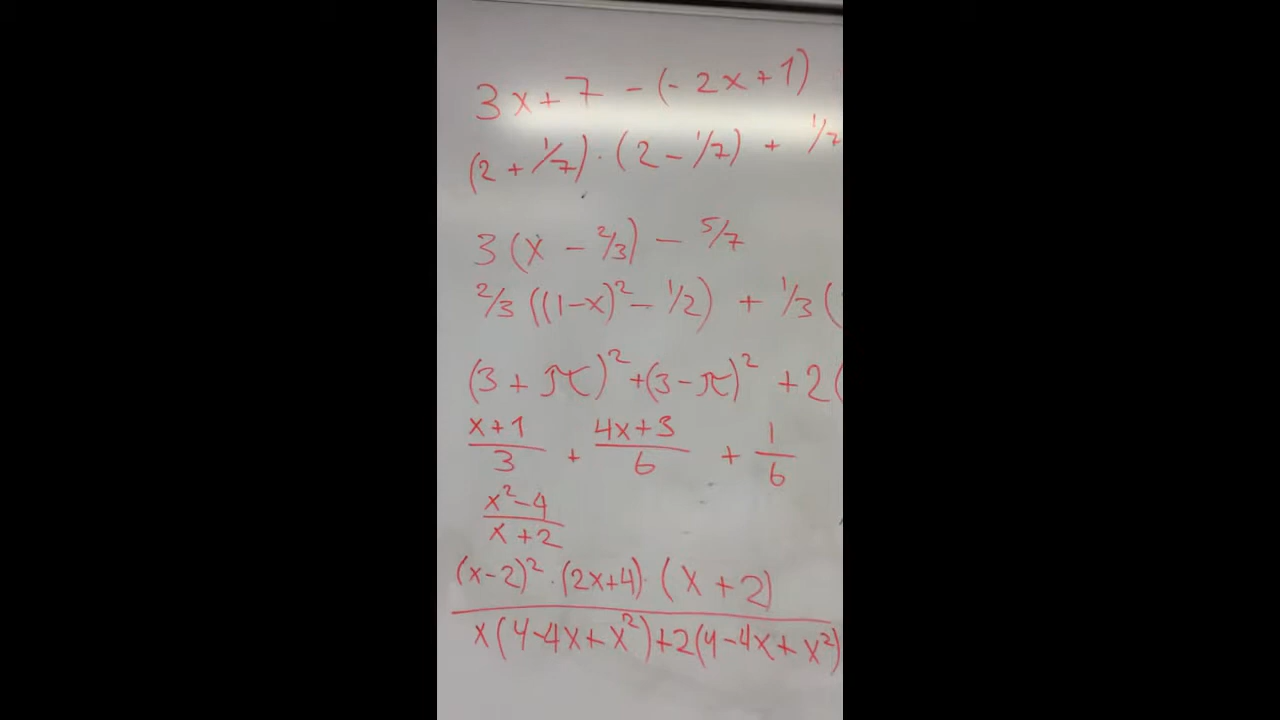 3x+7 - (-2x+1)
(2 + 1/7) · (2 - 1/7) + 1/7
3 (x - 2/3) - 5/7
2/3 ((1-x)² - 1/2) + 1/3 (
(3 + π)² + (3 - π)² + 2(
x+1/3 + 4x+3/6 + 1/6
x²-4/x+2
(x-2)² · (2x+4) · (x+2)
x(4-4x+x²)+2(4-4x+x²)